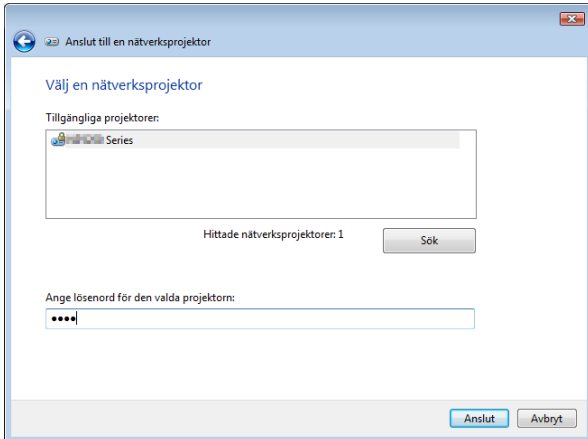 Anslut till en nätverksprojektor
Välj en nätverksprojektor
Tillgängliga projektorer:
Series
Hittade nätverksprojektorer: 1
Sök
Ange lösenord för den valda projektorn:
••••
Anslut
Avbryt